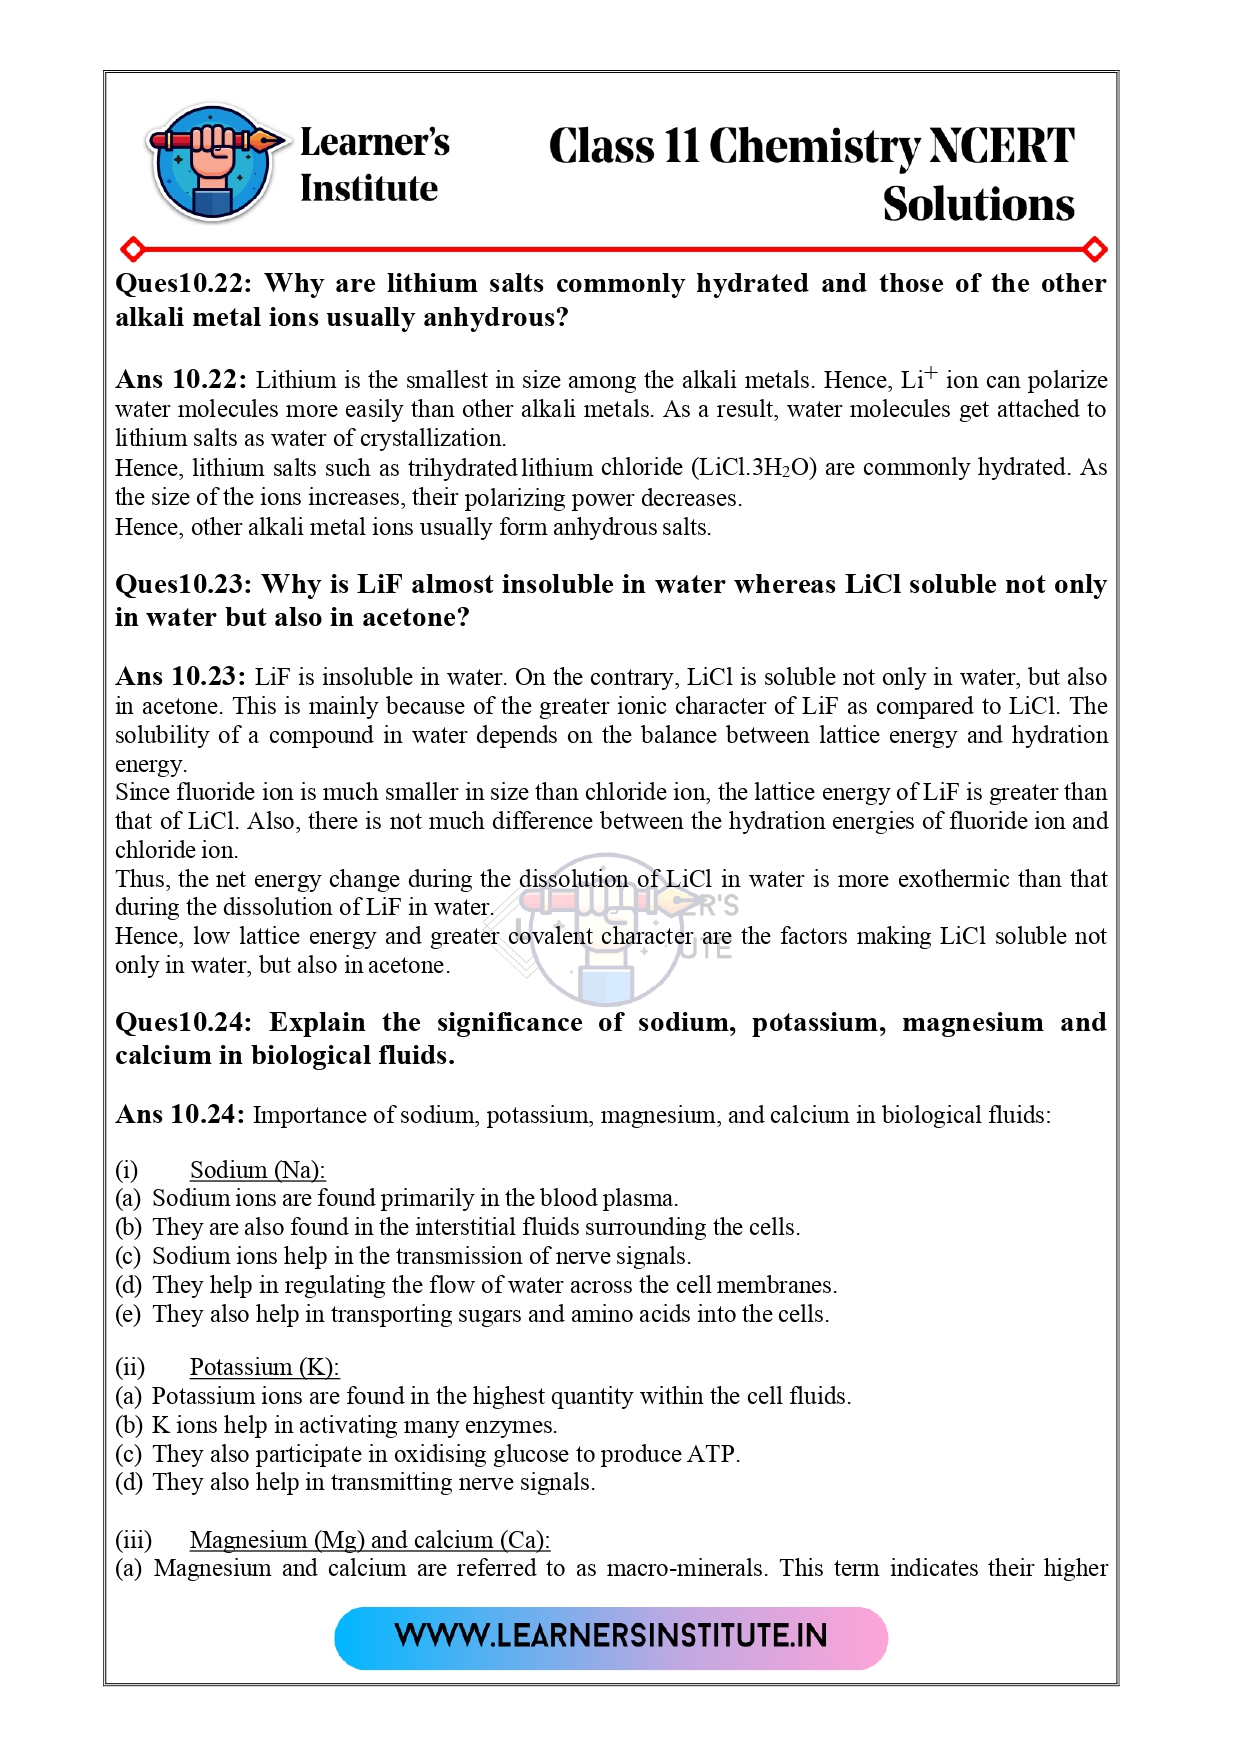 Learner's
Institute
Class 11 Chemistry NCERT
Solutions
Ques10.22: Why are lithium salts commonly hydrated and those of the other
alkali metal ions usually anhydrous?
Ans 10.22: Lithium is the smallest in size among the alkali metals. Hence, Li⁺ ion can polarize
water molecules more easily than other alkali metals. As a result, water molecules get attached to
lithium salts as water of crystallization.
Hence, lithium salts such as trihydrated lithium chloride (LiCl.3H₂O) are commonly hydrated. As
the size of the ions increases, their polarizing power decreases.
Hence, other alkali metal ions usually form anhydrous salts.
Ques10.23: Why is LiF almost insoluble in water whereas LiCl soluble not only
in water but also in acetone?
Ans 10.23: LiF is insoluble in water. On the contrary, LiCl is soluble not only in water, but also
in acetone. This is mainly because of the greater ionic character of LiF as compared to LiCl. The
solubility of a compound in water depends on the balance between lattice energy and hydration
energy.
Since fluoride ion is much smaller in size than chloride ion, the lattice energy of LiF is greater than
that of LiCl. Also, there is not much difference between the hydration energies of fluoride ion and
chloride ion.
Thus, the net energy change during the dissolution of LiCl in water is more exothermic than that
during the dissolution of LiF in water.
Hence, low lattice energy and greater covalent character are the factors making LiCl soluble not
only in water, but also in acetone.
Ques10.24: Explain the significance of sodium, potassium, magnesium and
calcium in biological fluids.
Ans 10.24: Importance of sodium, potassium, magnesium, and calcium in biological fluids:
(i) Sodium (Na):
(a) Sodium ions are found primarily in the blood plasma.
(b) They are also found in the interstitial fluids surrounding the cells.
(c) Sodium ions help in the transmission of nerve signals.
(d) They help in regulating the flow of water across the cell membranes.
(e) They also help in transporting sugars and amino acids into the cells.
(ii) Potassium (K):
(a) Potassium ions are found in the highest quantity within the cell fluids.
(b) K ions help in activating many enzymes.
(c) They also participate in oxidising glucose to produce ATP.
(d) They also help in transmitting nerve signals.
(iii) Magnesium (Mg) and calcium (Ca):
(a) Magnesium and calcium are referred to as macro-minerals. This term indicates their higher
WWW.LEARNERSINSTITUTE.IN